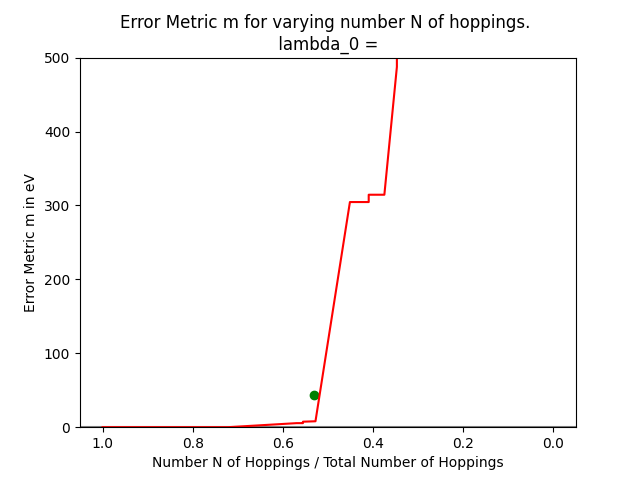 Error Metric m for varying number N of hoppings.
lambda_0 =
Error Metric m in eV
500
400
300
200
100
0
1.0 0.8 0.6 0.4 0.2 0.0
Number N of Hoppings / Total Number of Hoppings